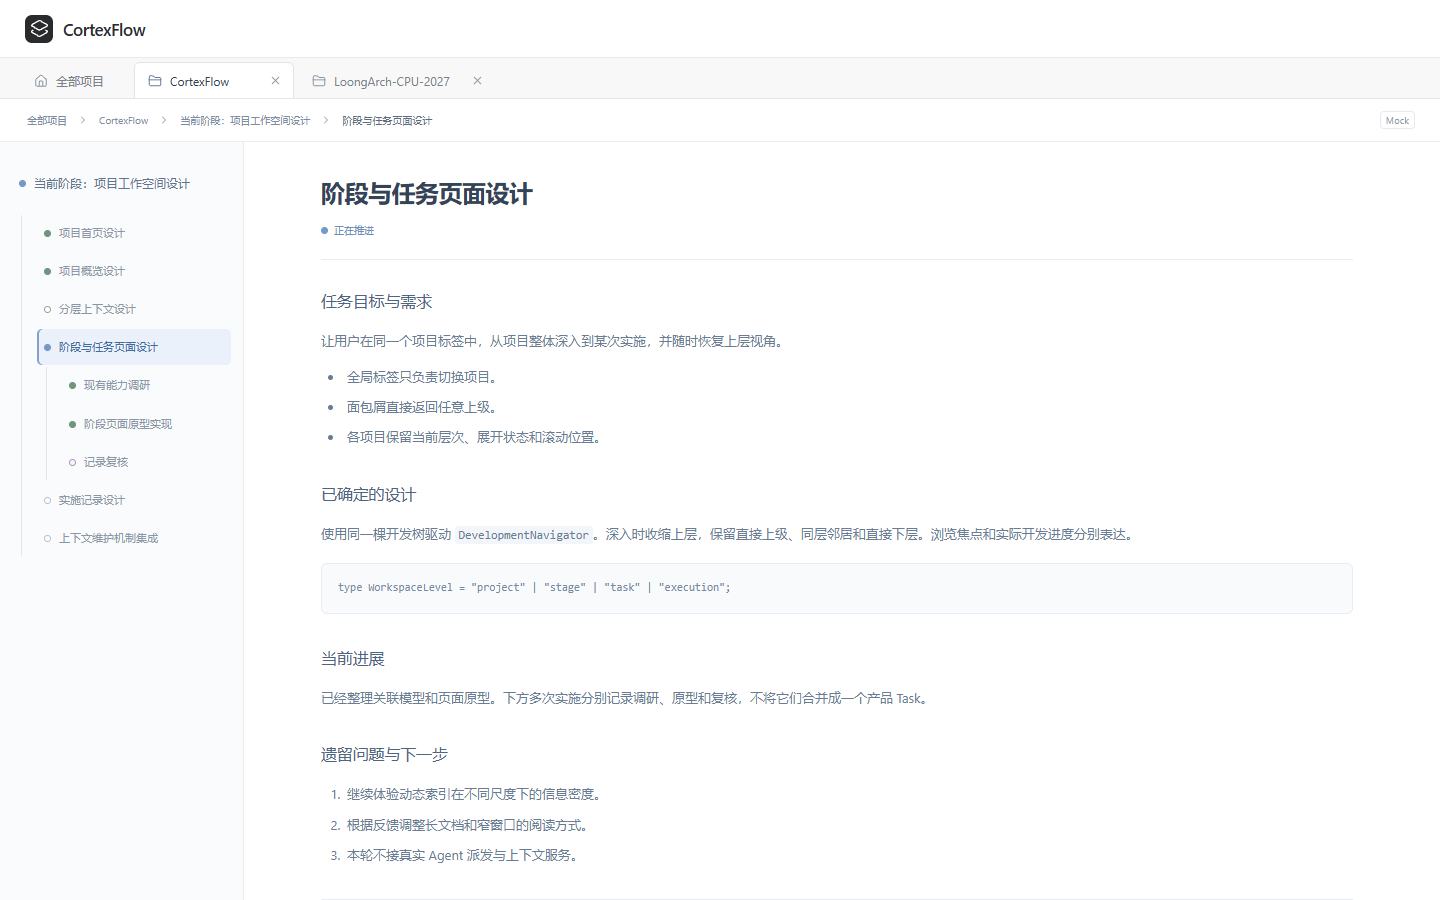 CortexFlow
全部项目
CortexFlow
LoongArch-CPU-2027
全部项目 > CortexFlow > 当前阶段：项目工作空间设计 > 阶段与任务页面设计
Mock
当前阶段：项目工作空间设计
项目首页设计
项目概览设计
分层上下文设计
阶段与任务页面设计
现有能力调研
阶段页面原型实现
记录复核
实施记录设计
上下文维护机制集成
阶段与任务页面设计
正在推进
任务目标与需求
让用户在同一个项目标签中，从项目整体深入到某次实施，并随时恢复上层视角。
• 全局标签只负责切换项目。
• 面包屑直接返回任意上级。
• 各项目保留当前层次、展开状态和滚动位置。
已确定的设计
使用同一棵开发树驱动 DevelopmentNavigator 。深入时收缩上层，保留直接上级、同层邻居和直接下层。浏览焦点和实际开发进度分别表达。
type WorkspaceLevel = "project" | "stage" | "task" | "execution";
当前进展
已经整理关联模型和页面原型。下方多次实施分别记录调研、原型和复核，不将它们合并成一个产品 Task。
遗留问题与下一步
1. 继续体验动态索引在不同尺度下的信息密度。
2. 根据反馈调整长文档和窄窗口的阅读方式。
3. 本轮不接真实 Agent 派发与上下文服务。